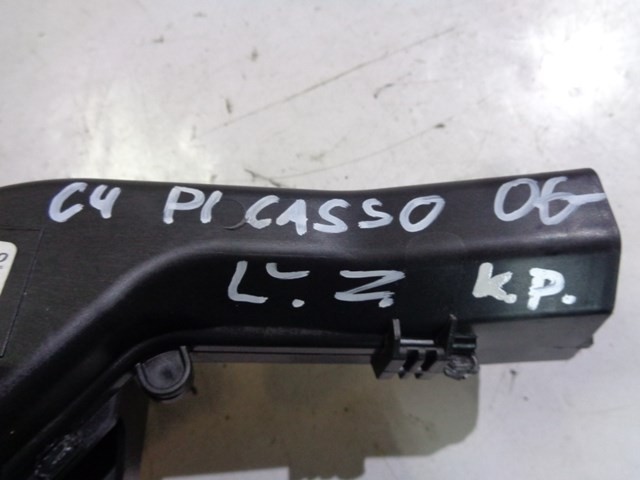 C4 PICASSO 06
Ľ. Z. K.P.